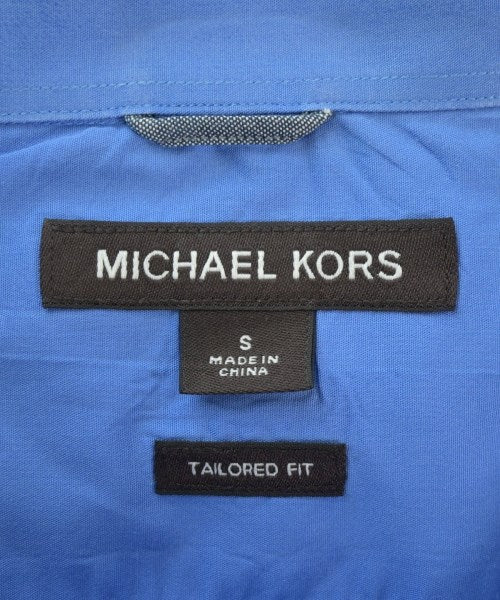 MICHAEL KORS
S
MADE IN
CHINA
TAILORED FIT